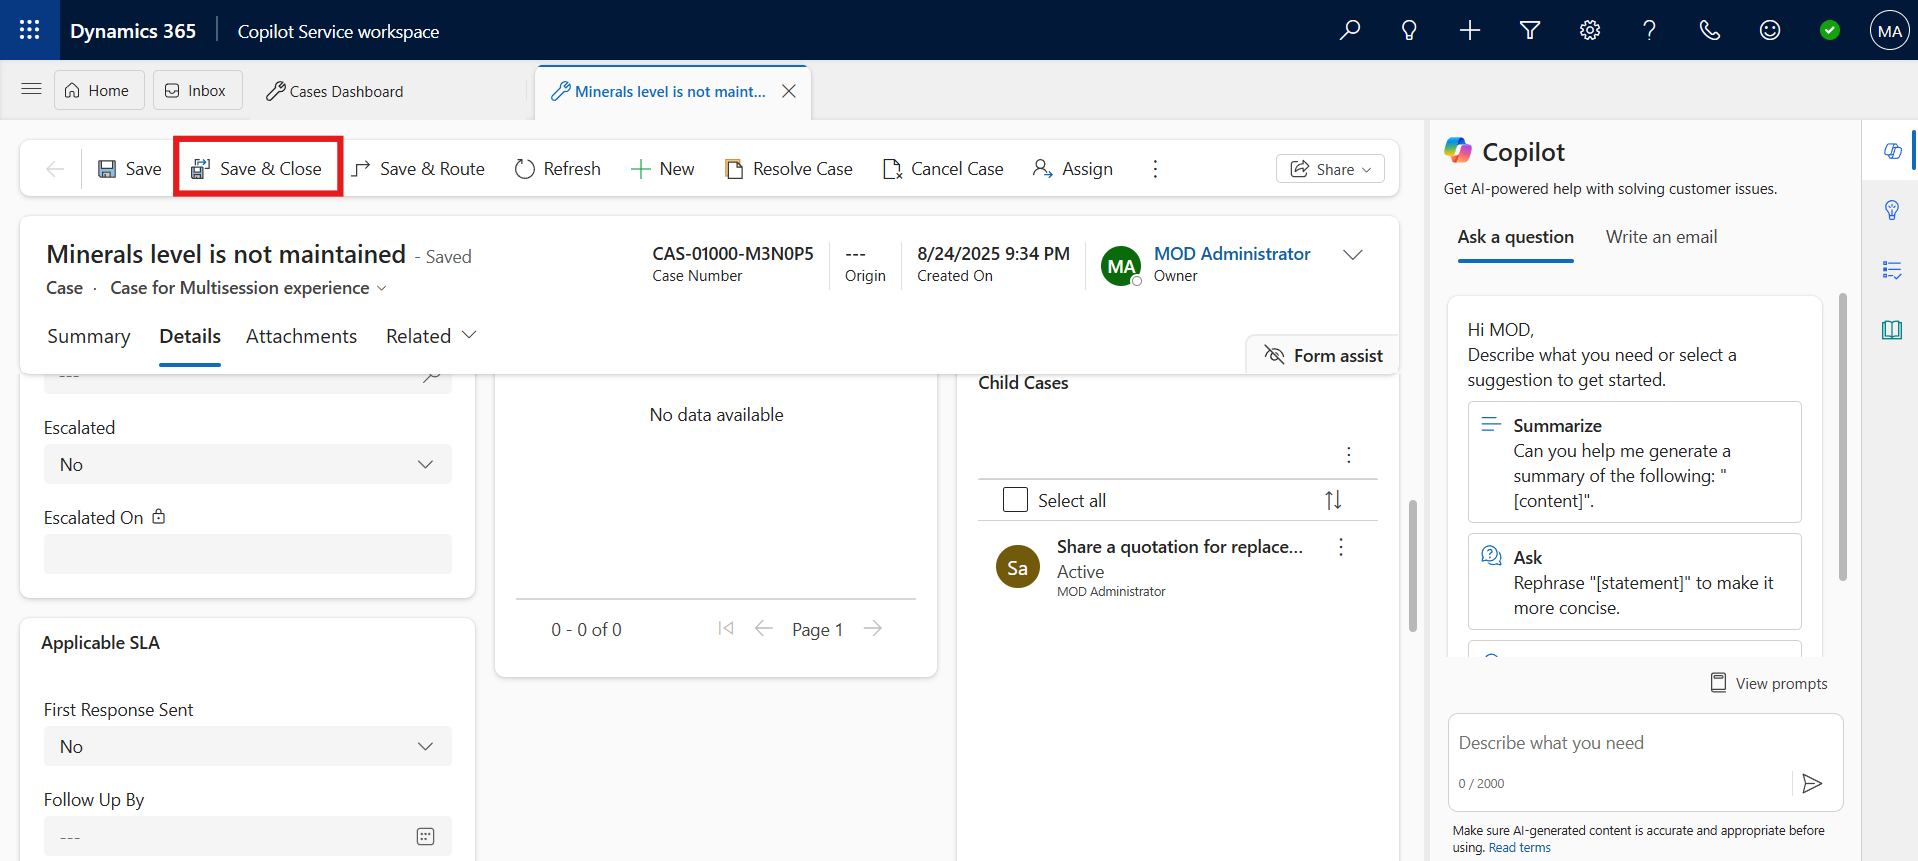 Dynamics 365
Copilot Service workspace
MA
Home
Inbox
Cases Dashboard
Minerals level is not maint...
Save
Save & Close
Save & Route
Refresh
New
Resolve Case
Cancel Case
Assign
Share
Minerals level is not maintained - Saved
Case · Case for Multisession experience
CAS-01000-M3N0P5
Case Number
---
Origin
8/24/2025 9:34 PM
Created On
MA
MOD Administrator
Owner
Summary
Details
Attachments
Related
Form assist
---
Escalated
No
Escalated On
Applicable SLA
First Response Sent
No
Follow Up By
---
No data available
0 - 0 of 0
Page 1
Child Cases
Select all
Sa
Share a quotation for replace...
Active
MOD Administrator
Copilot
Get AI-powered help with solving customer issues.
Ask a question
Write an email
Hi MOD,
Describe what you need or select a
suggestion to get started.
Summarize
Can you help me generate a
summary of the following: "
[content]".
Ask
Rephrase "[statement]" to make it
more concise.
View prompts
Describe what you need
0 / 2000
Make sure AI-generated content is accurate and appropriate before
using. Read terms